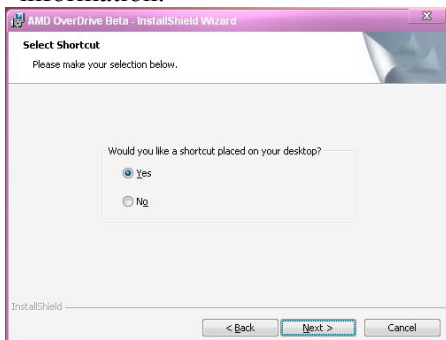 information.
AMD OverDrive Beta - InstallShield Wizard
Select Shortcut
Please make your selection below.
Would you like a shortcut placed on your desktop?
Yes
No
InstallShield
< Back Next > Cancel